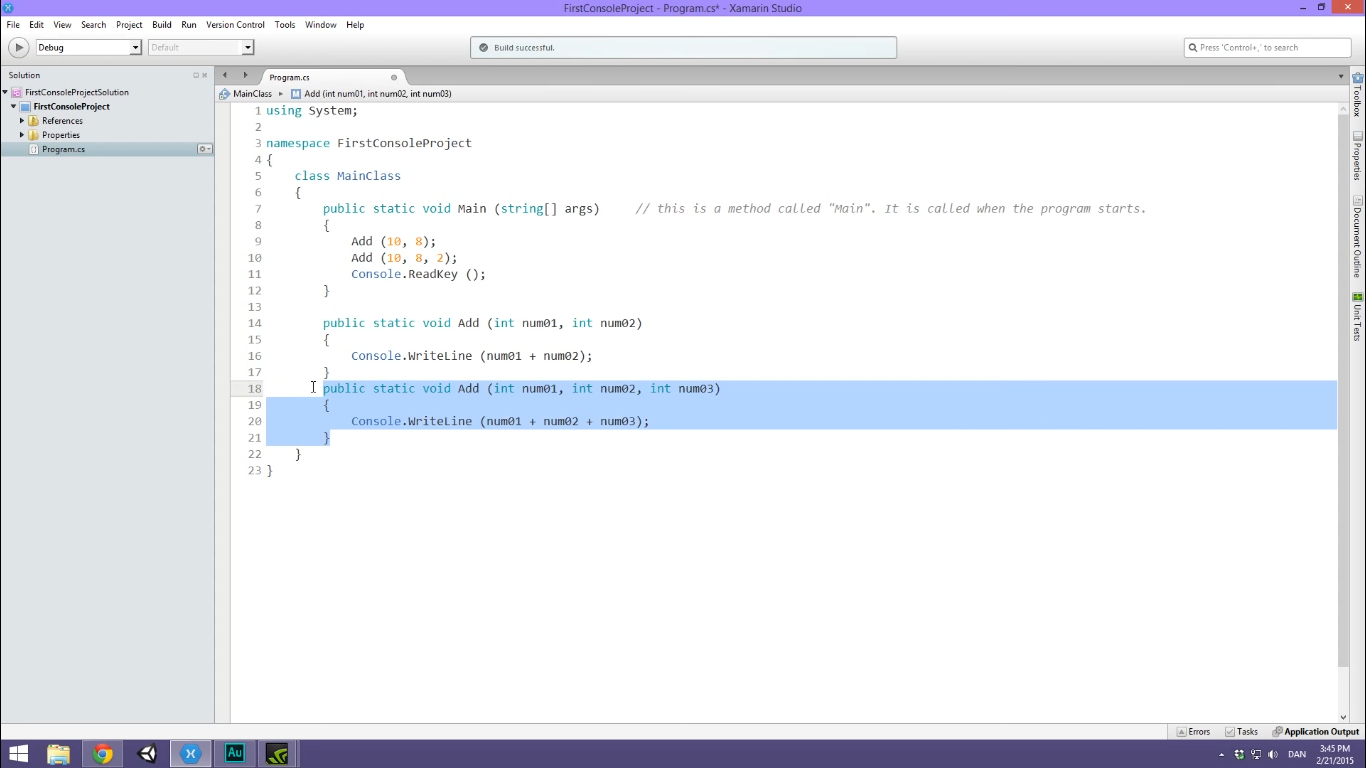 FirstConsoleProject - Program.cs* - Xamarin Studio
File Edit View Search Project Build Run Version Control Tools Window Help
Debug Default Build successful. Press 'Control+,' to search
Solution
Program.cs
FirstConsoleProjectSolution
FirstConsoleProject
References
Properties
Program.cs
MainClass Add (int num01, int num02, int num03)
1 using System;
2
3 namespace FirstConsoleProject
4 {
5 class MainClass
6 {
7 public static void Main (string[] args) // this is a method called "Main". It is called when the program starts.
8 {
9 Add (10, 8);
10 Add (10, 8, 2);
11 Console.ReadKey ();
12 }
13
14 public static void Add (int num01, int num02)
15 {
16 Console.WriteLine (num01 + num02);
17 }
18 public static void Add (int num01, int num02, int num03)
19 {
20 Console.WriteLine (num01 + num02 + num03);
21 }
22 }
23 }
Toolbox
Properties
Document Outline
Unit Tests
Errors Tasks Application Output
Au
DAN
3:45 PM
2/21/2015